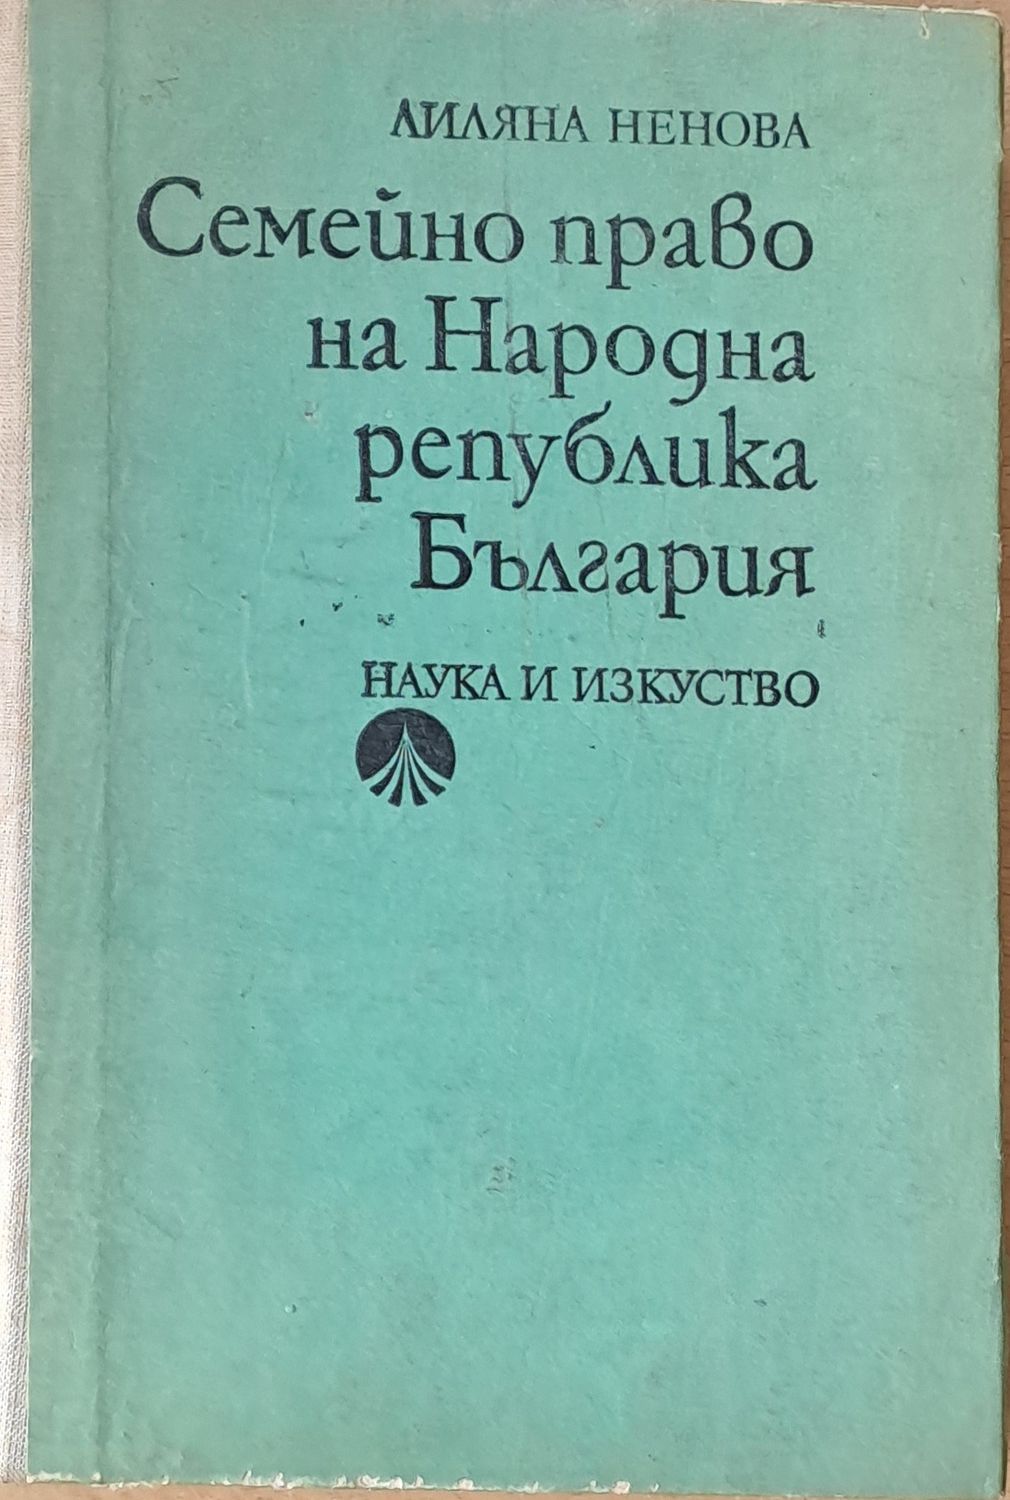 ЛИЛЯНА НЕНОВА
Семейно право
на Народна
република
България
НАУКА И ИЗКУСТВО